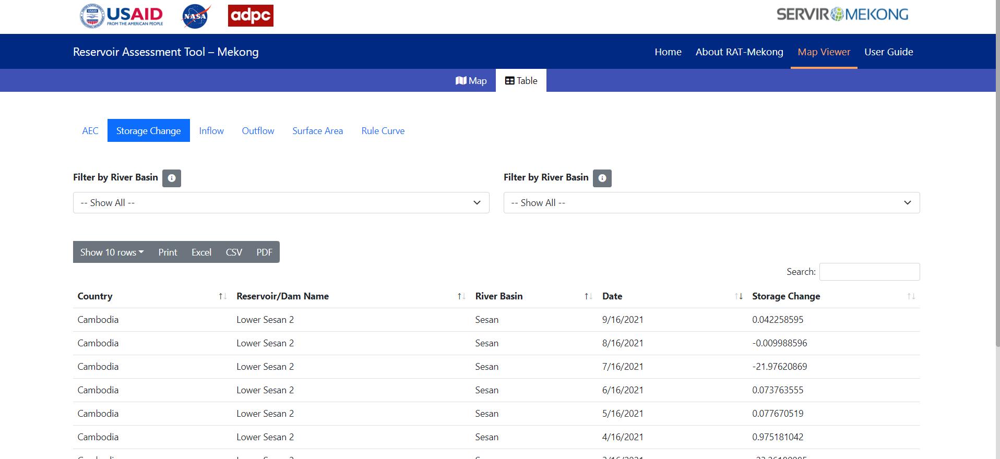 USAID
FROM THE AMERICAN PEOPLE
NASA
adpc
SERVIR MEKONG
Reservoir Assessment Tool – Mekong
Home About RAT-Mekong Map Viewer User Guide
Map Table
AEC Storage Change Inflow Outflow Surface Area Rule Curve
Filter by River Basin Filter by River Basin
-- Show All -- -- Show All --
Show 10 rows Print Excel CSV PDF
Search:
Country Reservoir/Dam Name River Basin Date Storage Change
Cambodia Lower Sesan 2 Sesan 9/16/2021 0.042258595
Cambodia Lower Sesan 2 Sesan 8/16/2021 -0.009988596
Cambodia Lower Sesan 2 Sesan 7/16/2021 -21.97620869
Cambodia Lower Sesan 2 Sesan 6/16/2021 0.073763555
Cambodia Lower Sesan 2 Sesan 5/16/2021 0.077670519
Cambodia Lower Sesan 2 Sesan 4/16/2021 0.975181042